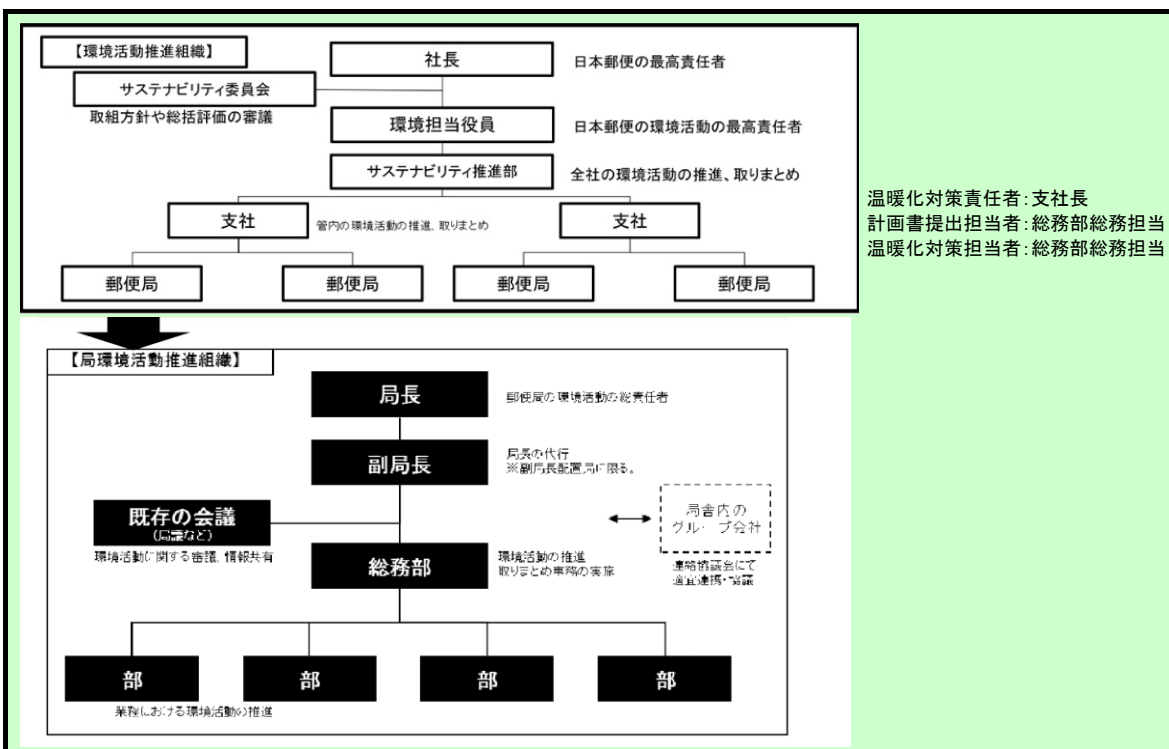 【環境活動推進組織】
社長
日本郵便の最高責任者
サステナビリティ委員会
取組方針や総括評価の審議
環境担当役員
日本郵便の環境活動の最高責任者
サステナビリティ推進部
全社の環境活動の推進、取りまとめ
支社
管内の環境活動の推進、取りまとめ
支社
郵便局
郵便局
郵便局
郵便局
温暖化対策責任者：支社長
計画書提出担当者：総務部総務担当
温暖化対策担当者：総務部総務担当
【局環境活動推進組織】
局長
郵便局の環境活動の総責任者
副局長
局長の代行
※副局長配置局に限る。
既存の会議
(局議など)
環境活動に関する審議、情報共有
局舎内の
グループ会社
連絡協議会にて
適宜連携・協議
総務部
環境活動の推進
取りまとめ事務の実施
部
部
部
部
業務における環境活動の推進